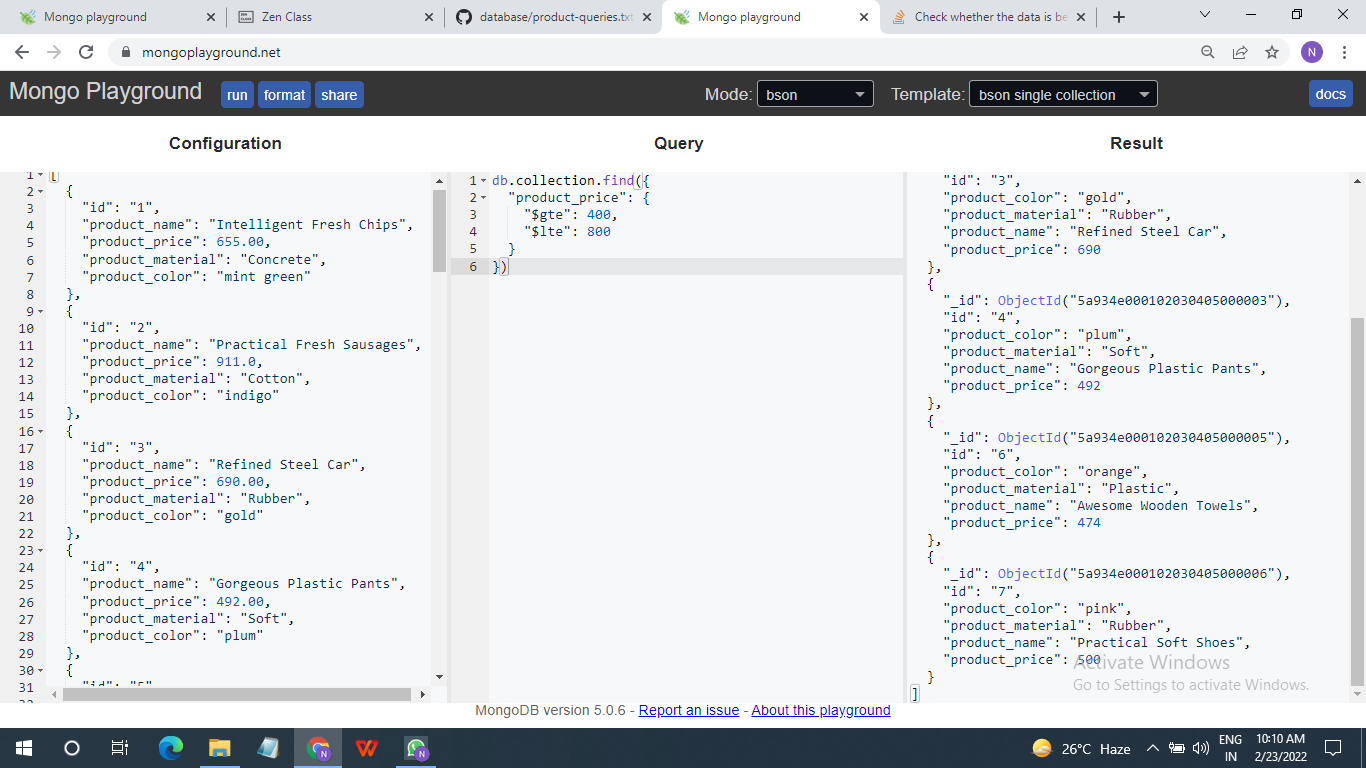 Mongo playground
Zen Class
database/product-queries.txt
Mongo playground
Check whether the data is be
mongoplayground.net
N
Mongo Playground
run
format
share
Mode:
bson
Template:
bson single collection
docs
Configuration
Query
Result
1 [
2 {
3 "id": "1",
4 "product_name": "Intelligent Fresh Chips",
5 "product_price": 655.00,
6 "product_material": "Concrete",
7 "product_color": "mint green"
8 },
9 {
10 "id": "2",
11 "product_name": "Practical Fresh Sausages",
12 "product_price": 911.0,
13 "product_material": "Cotton",
14 "product_color": "indigo"
15 },
16 {
17 "id": "3",
18 "product_name": "Refined Steel Car",
19 "product_price": 690.00,
20 "product_material": "Rubber",
21 "product_color": "gold"
22 },
23 {
24 "id": "4",
25 "product_name": "Gorgeous Plastic Pants",
26 "product_price": 492.00,
27 "product_material": "Soft",
28 "product_color": "plum"
29 },
30 {
31
1 db.collection.find({
2 "product_price": {
3 "$gte": 400,
4 "$lte": 800
5 }
6 })
"id": "3",
"product_color": "gold",
"product_material": "Rubber",
"product_name": "Refined Steel Car",
"product_price": 690
},
{
"_id": ObjectId("5a934e000102030405000003"),
"id": "4",
"product_color": "plum",
"product_material": "Soft",
"product_name": "Gorgeous Plastic Pants",
"product_price": 492
},
{
"_id": ObjectId("5a934e000102030405000005"),
"id": "6",
"product_color": "orange",
"product_material": "Plastic",
"product_name": "Awesome Wooden Towels",
"product_price": 474
},
{
"_id": ObjectId("5a934e000102030405000006"),
"id": "7",
"product_color": "pink",
"product_material": "Rubber",
"product_name": "Practical Soft Shoes",
"product_price": 500
}
]
Activate Windows
Go to Settings to activate Windows.
MongoDB version 5.0.6 - Report an issue - About this playground
26°C Haze
ENG
IN
10:10 AM
2/23/2022